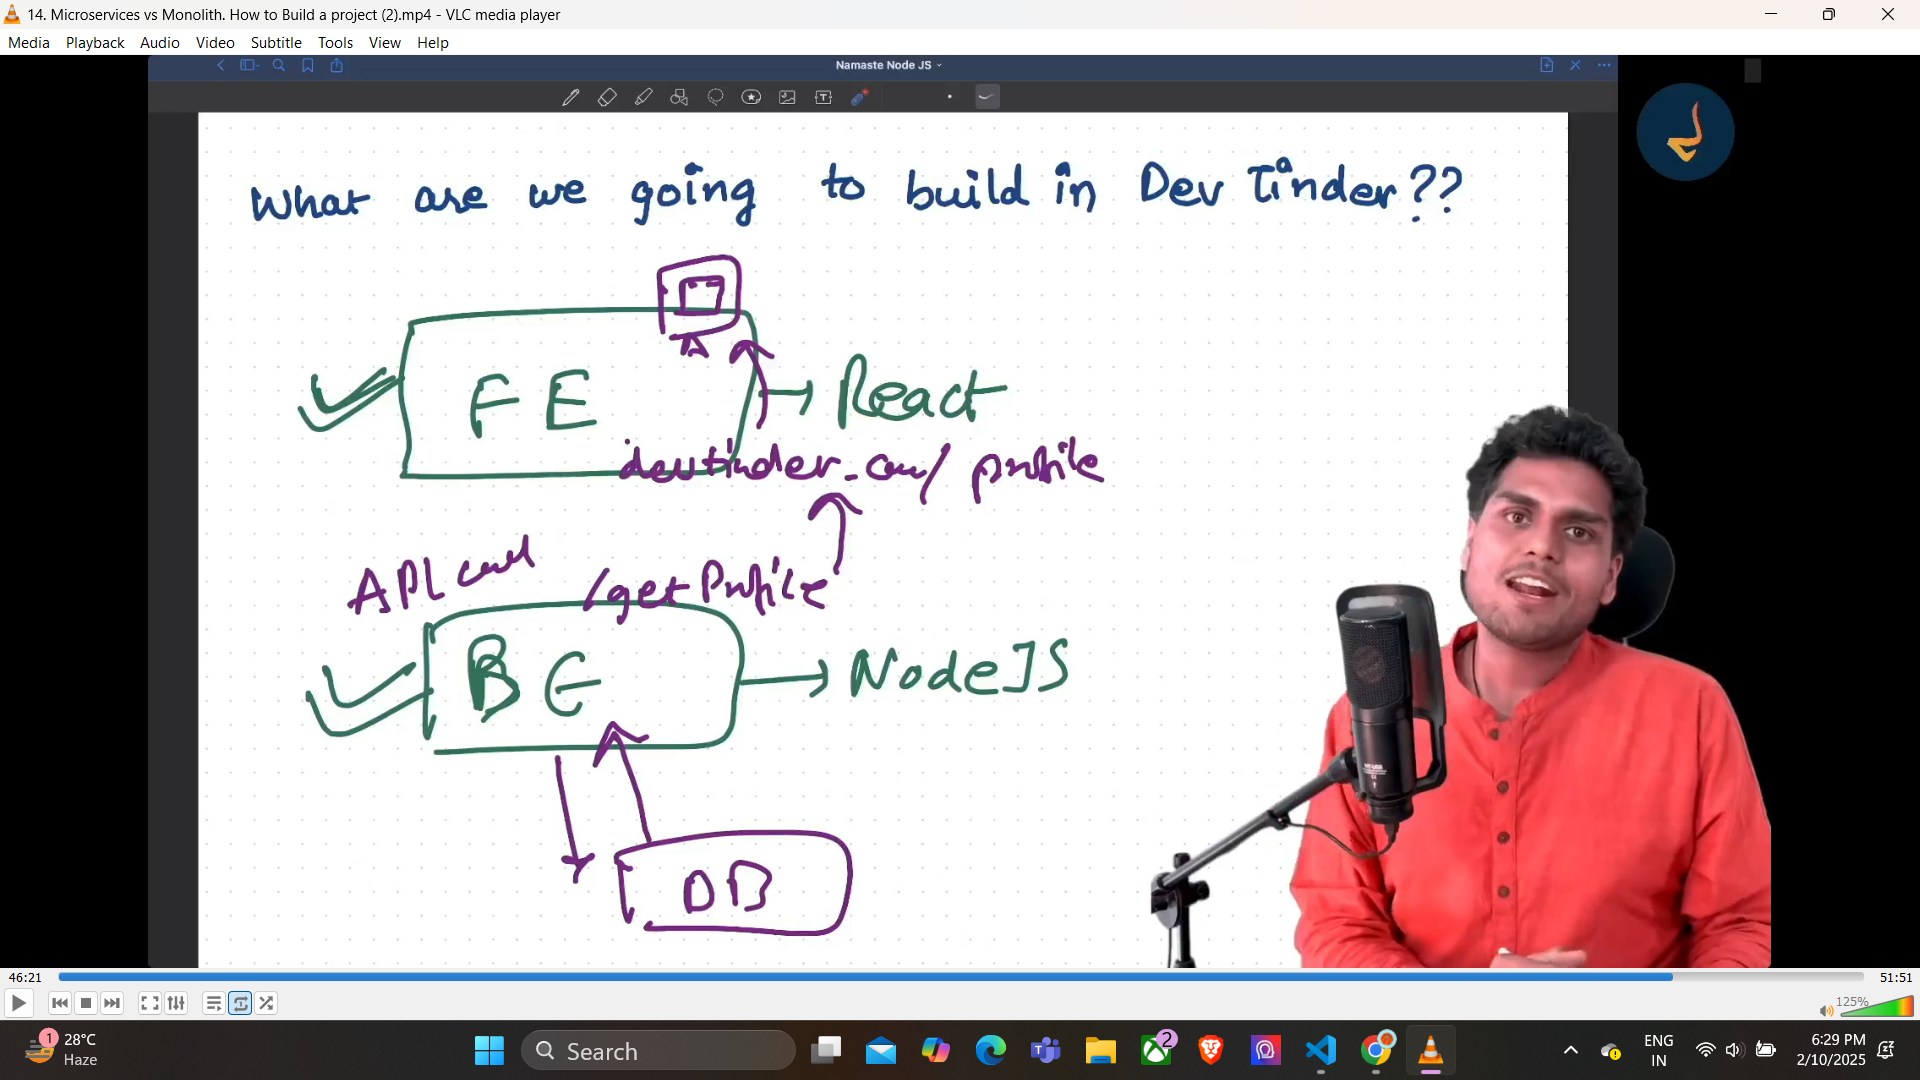 14. Microservices vs Monolith. How to Build a project (2).mp4 - VLC media player
Media Playback Audio Video Subtitle Tools View Help
Namaste Node JS
What are we going to build in Dev Tinder??
FE
React
devtinder.com/profile
API call
/getProfile
BE
NodeJS
DB
46:21
51:51
125%
1
28°C
Haze
Search
2
ENG
IN
6:29 PM
2/10/2025